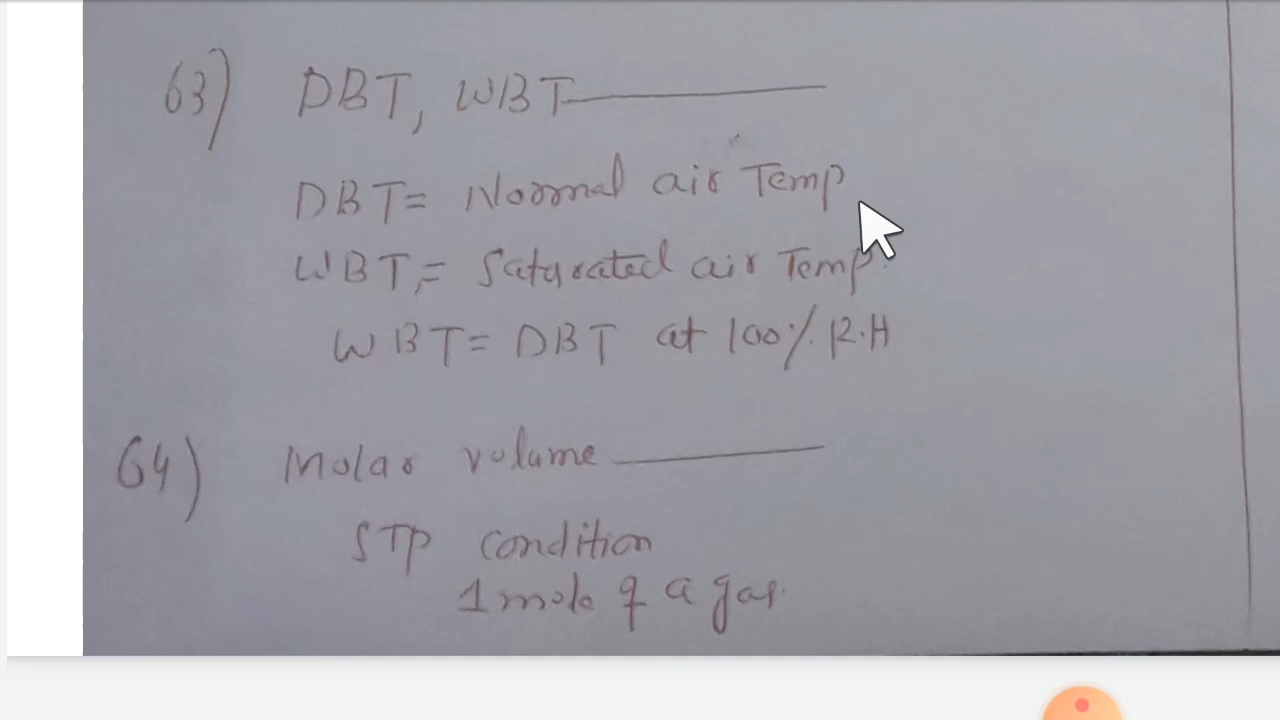 63) DBT, WBT
DBT = Normal air Temp
WBT, = Saturated air Temp.
WBT = DBT at 100% R.H
64) Molar volume
STP condition
1 mole of a gas.